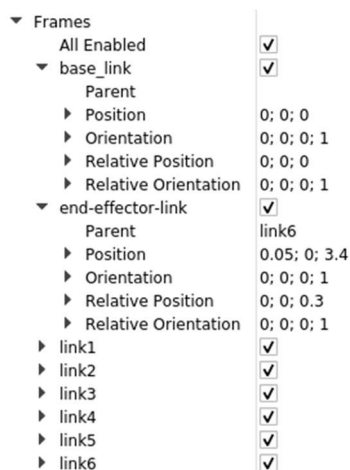 Frames
All Enabled
base_link
Parent
Position 0; 0; 0
Orientation 0; 0; 0; 1
Relative Position 0; 0; 0
Relative Orientation 0; 0; 0; 1
end-effector-link
Parent link6
Position 0.05; 0; 3.4
Orientation 0; 0; 0; 1
Relative Position 0; 0; 0.3
Relative Orientation 0; 0; 0; 1
link1
link2
link3
link4
link5
link6